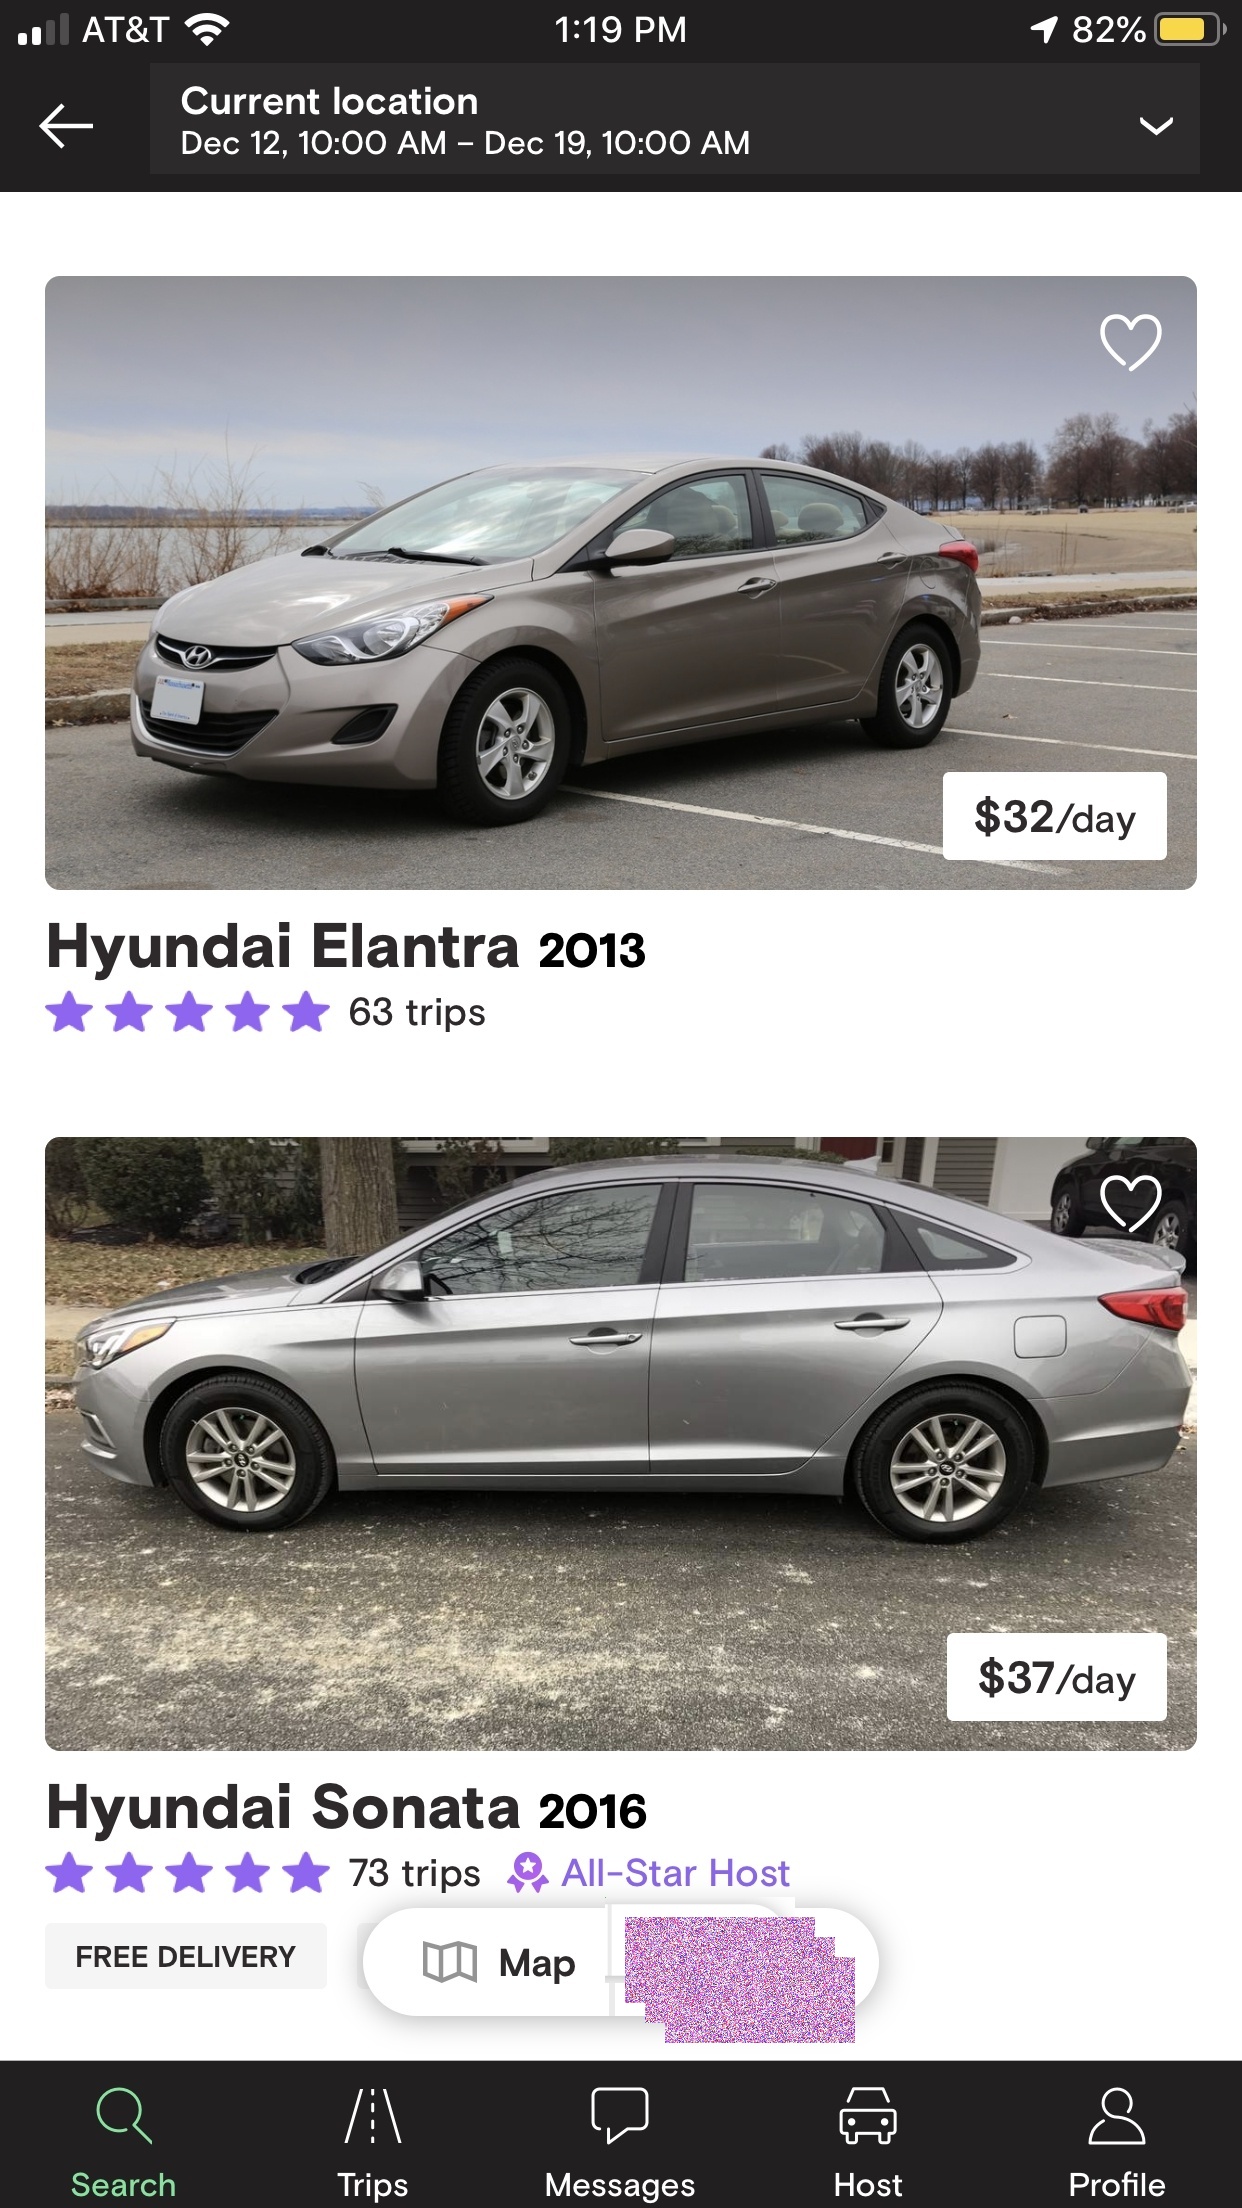 AT&T 1:19 PM 82%
Current location
Dec 12, 10:00 AM – Dec 19, 10:00 AM
$32/day
Hyundai Elantra 2013
63 trips
$37/day
Hyundai Sonata 2016
73 trips All-Star Host
FREE DELIVERY
Map
Search Trips Messages Host Profile